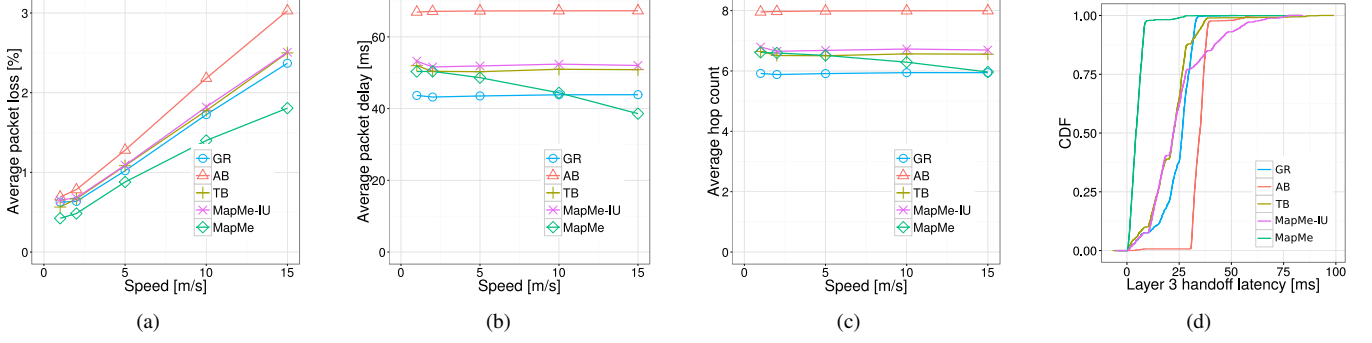 Average packet loss [%]
3
2
1
0
0
5
10
15
Speed [m/s]
GR
AB
TB
MapMe-IU
MapMe
(a)
Average packet delay [ms]
60
40
20
0
0
5
10
15
Speed [m/s]
GR
AB
TB
MapMe-IU
MapMe
(b)
Average hop count
8
6
4
2
0
0
5
10
15
Speed [m/s]
GR
AB
TB
MapMe-IU
MapMe
(c)
CDF
1.00
0.75
0.50
0.25
0.00
0
25
50
75
100
Layer 3 handoff latency [ms]
GR
AB
TB
MapMe-IU
MapMe
(d)